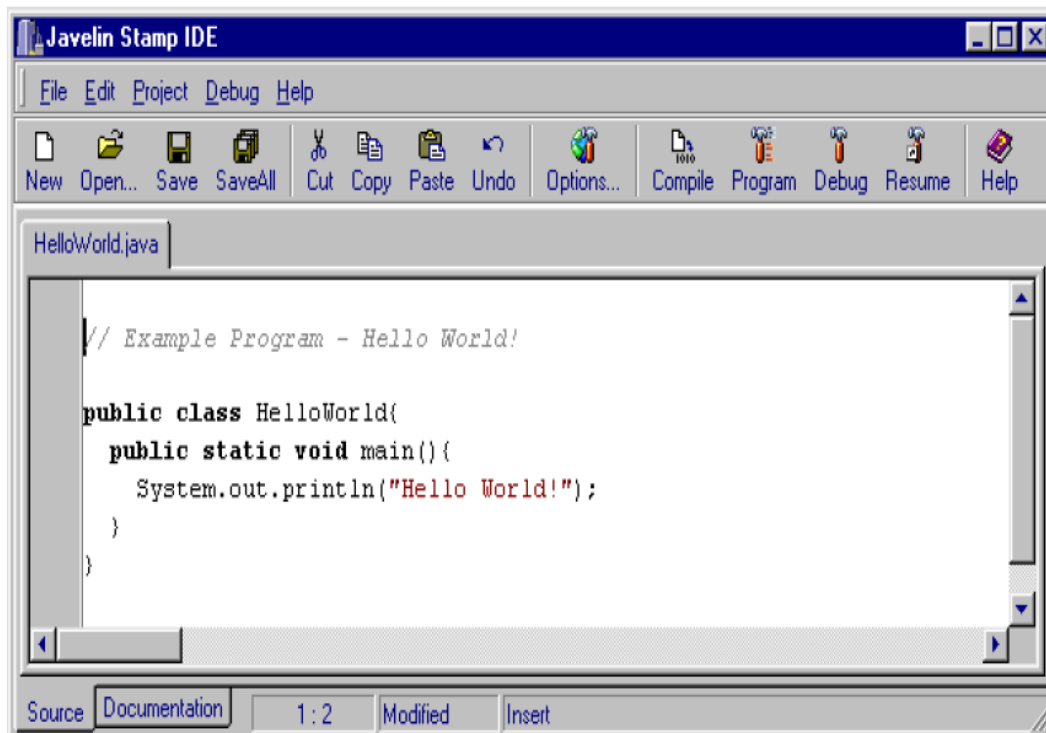 Javelin Stamp IDE
File Edit Project Debug Help
New Open... Save SaveAll Cut Copy Paste Undo Options... Compile Program Debug Resume Help
HelloWorld.java
// Example Program - Hello World!
public class HelloWorld{
public static void main(){
System.out.println("Hello World!");
}
}
Source Documentation 1 : 2 Modified Insert